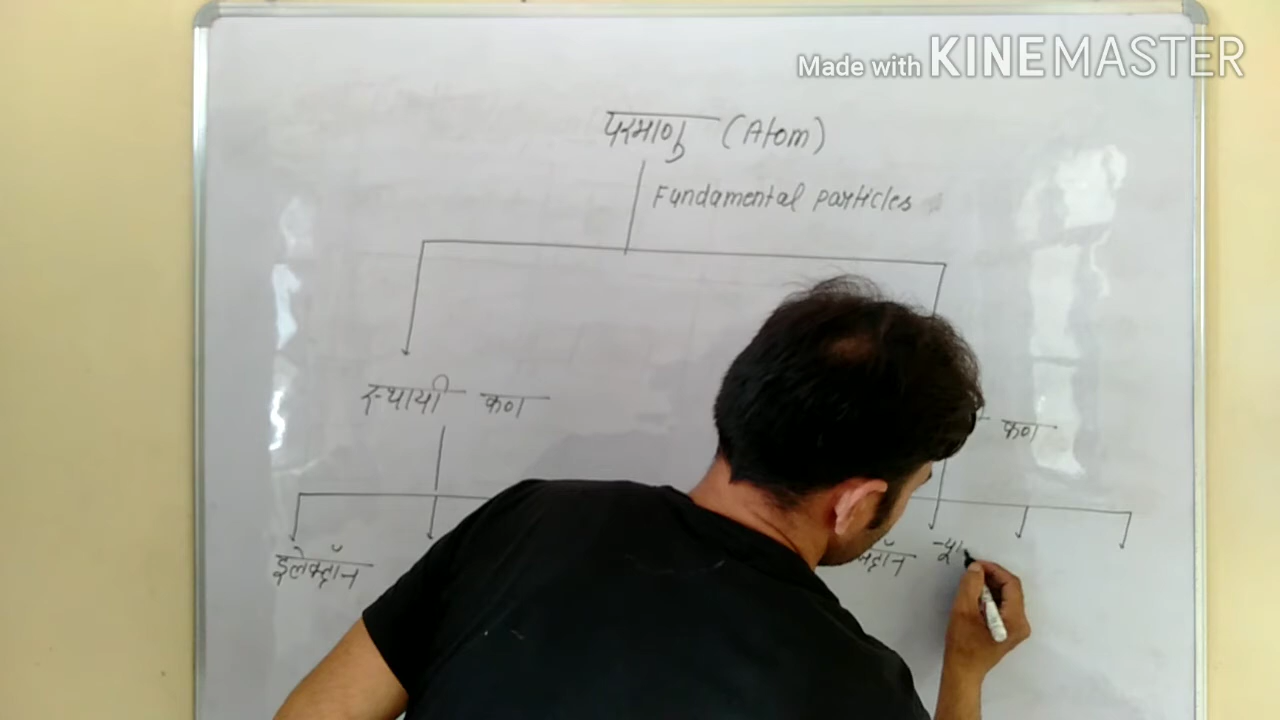 Made with KINEMASTER
परमाणु (Atom)
Fundamental particles
स्थायी कण
कण
इलेक्ट्रॉन